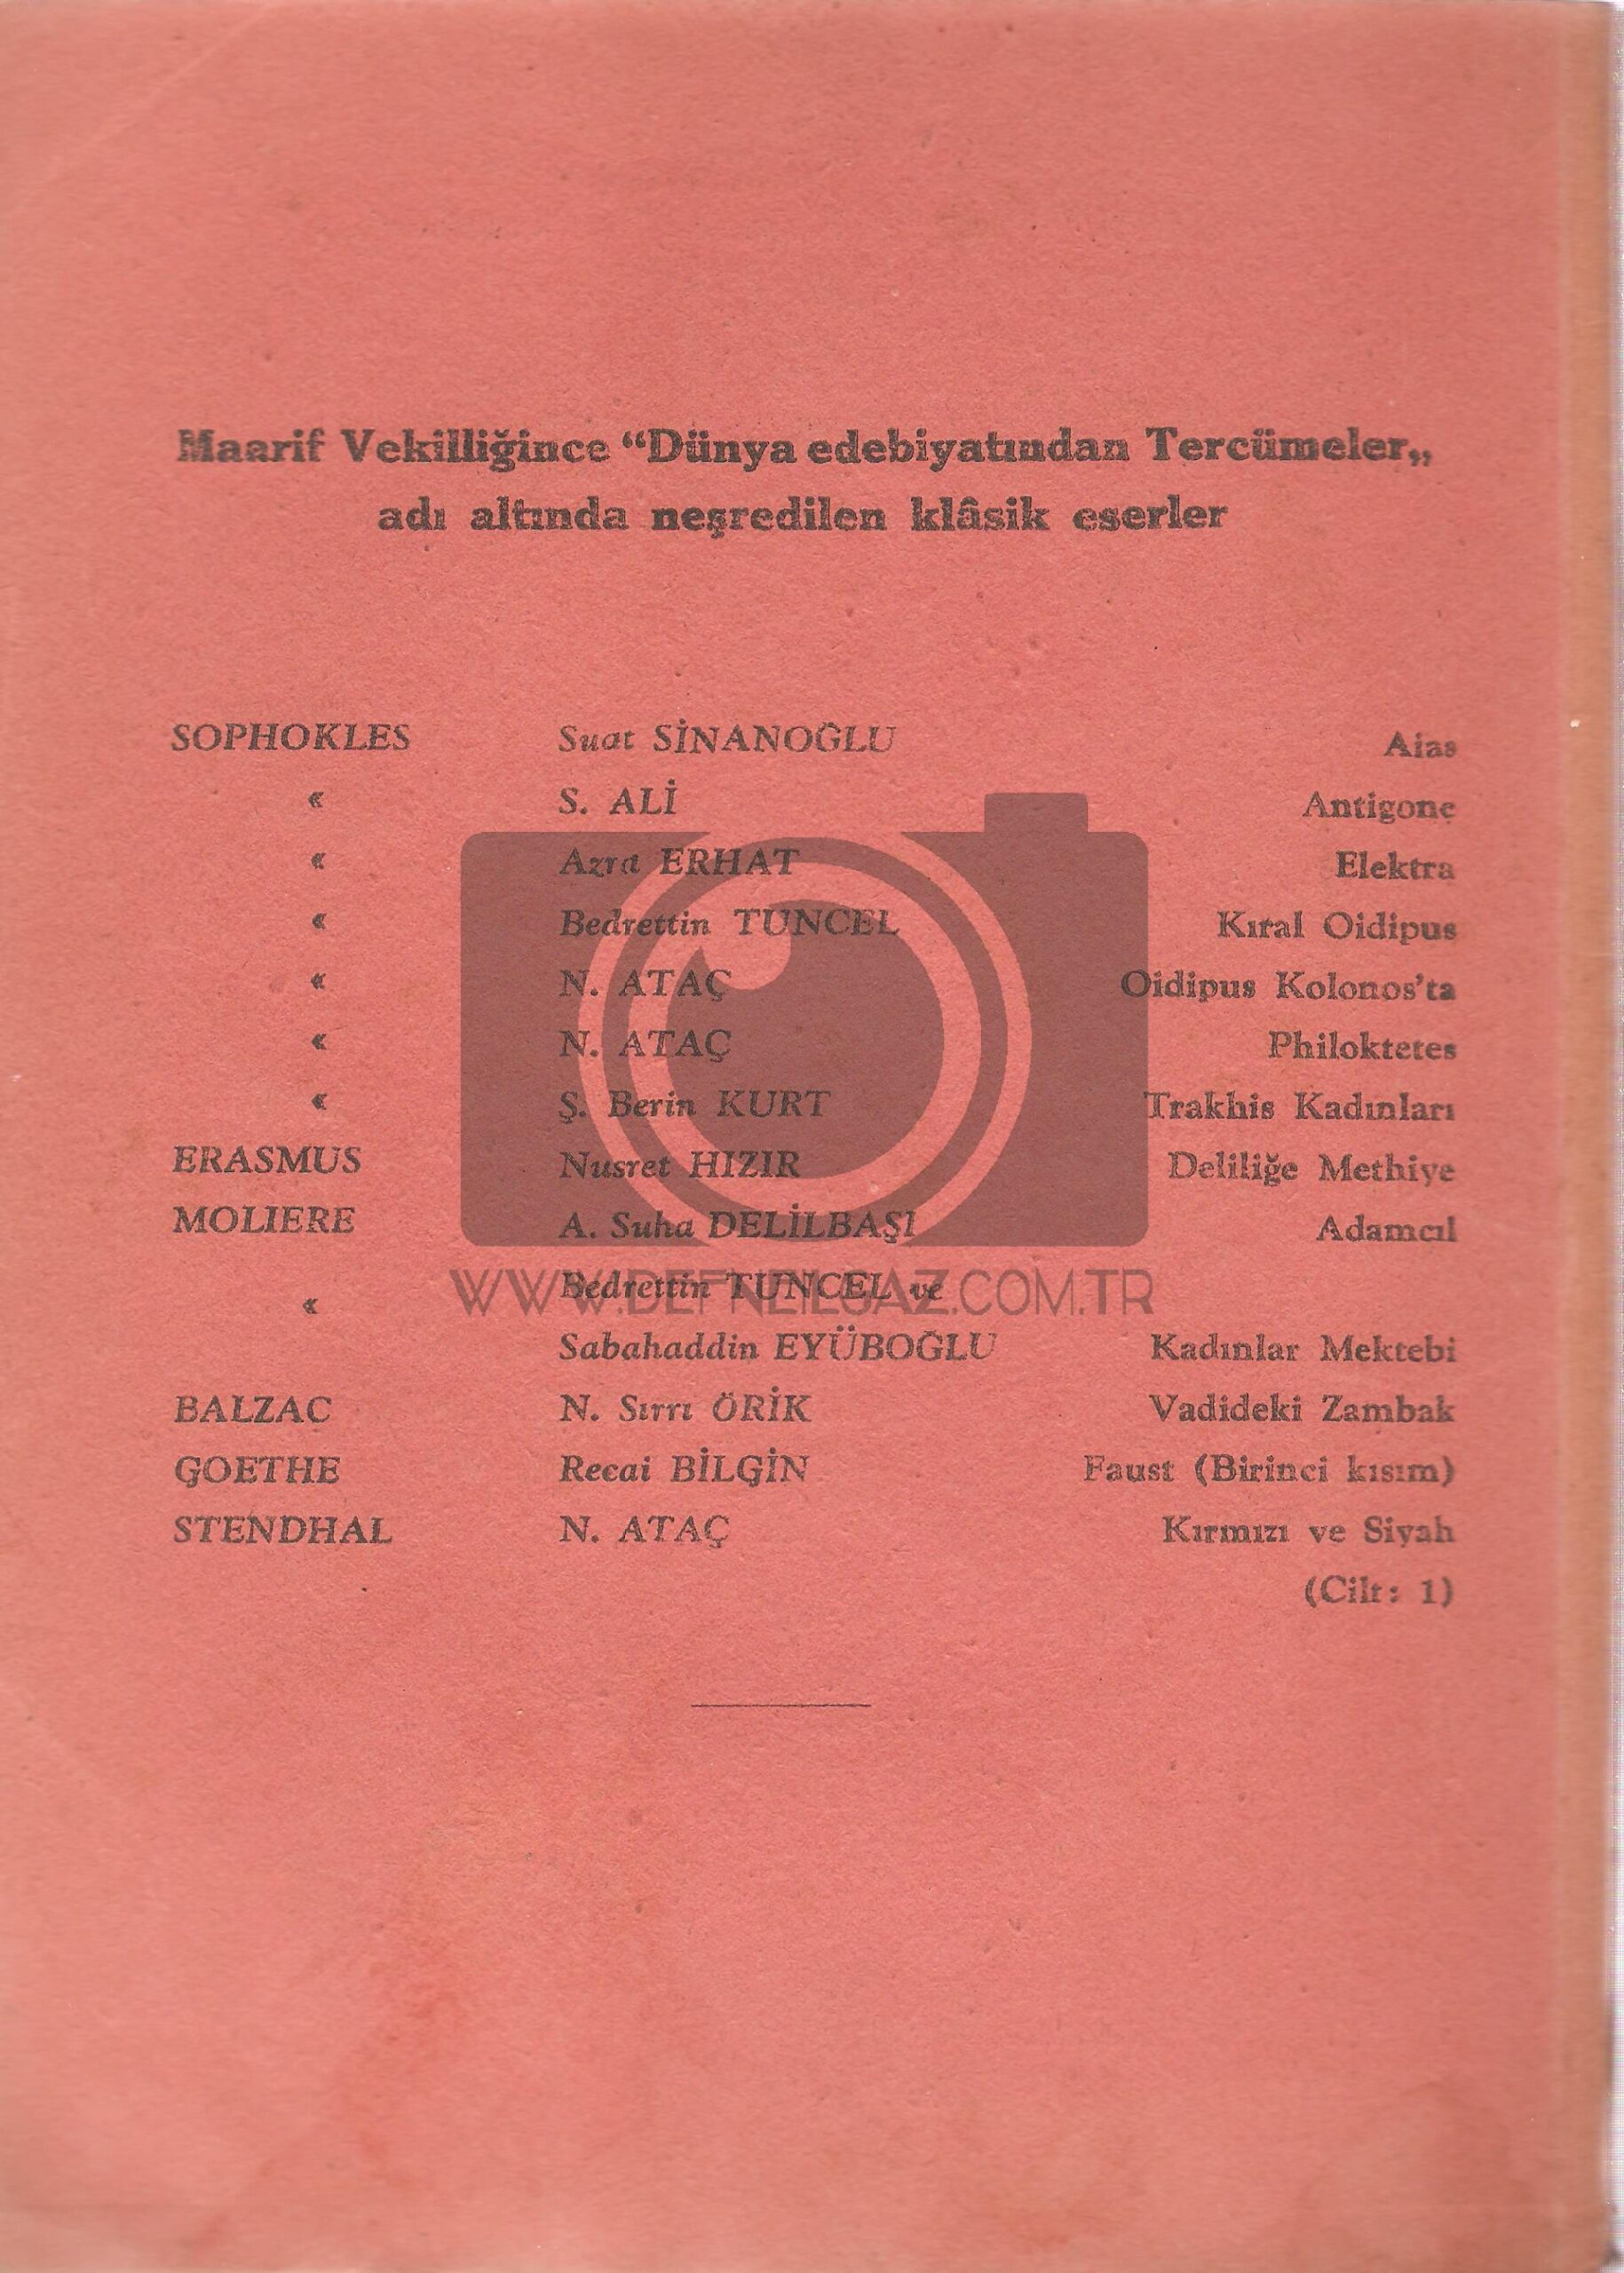 Maarif Vekilliğince “Dünya edebiyatından Tercümeler„
adı altında neşredilen klâsik eserler
SOPHOKLES Suat SİNANOĞLU Aias
« S. ALİ Antigone
« Azra ERHAT Elektra
« Bedrettin TUNCEL Kıral Oidipus
« N. ATAÇ Oidipus Kolonos’ta
« N. ATAÇ Philoktetes
« Ş. Berin KURT Trakhis Kadınları
ERASMUS Nusret HIZIR Deliliğe Methiye
MOLIERE A. Suha DELİLBAŞI Adamcıl
« Bedrettin TUNCEL ve
Sabahaddin EYÜBOĞLU Kadınlar Mektebi
BALZAC N. Sırrı ÖRİK Vadideki Zambak
GOETHE Recai BİLGİN Faust (Birinci kısım)
STENDHAL N. ATAÇ Kırmızı ve Siyah
(Cilt: 1)
WWW.DEFNEILGAZ.COM.TR